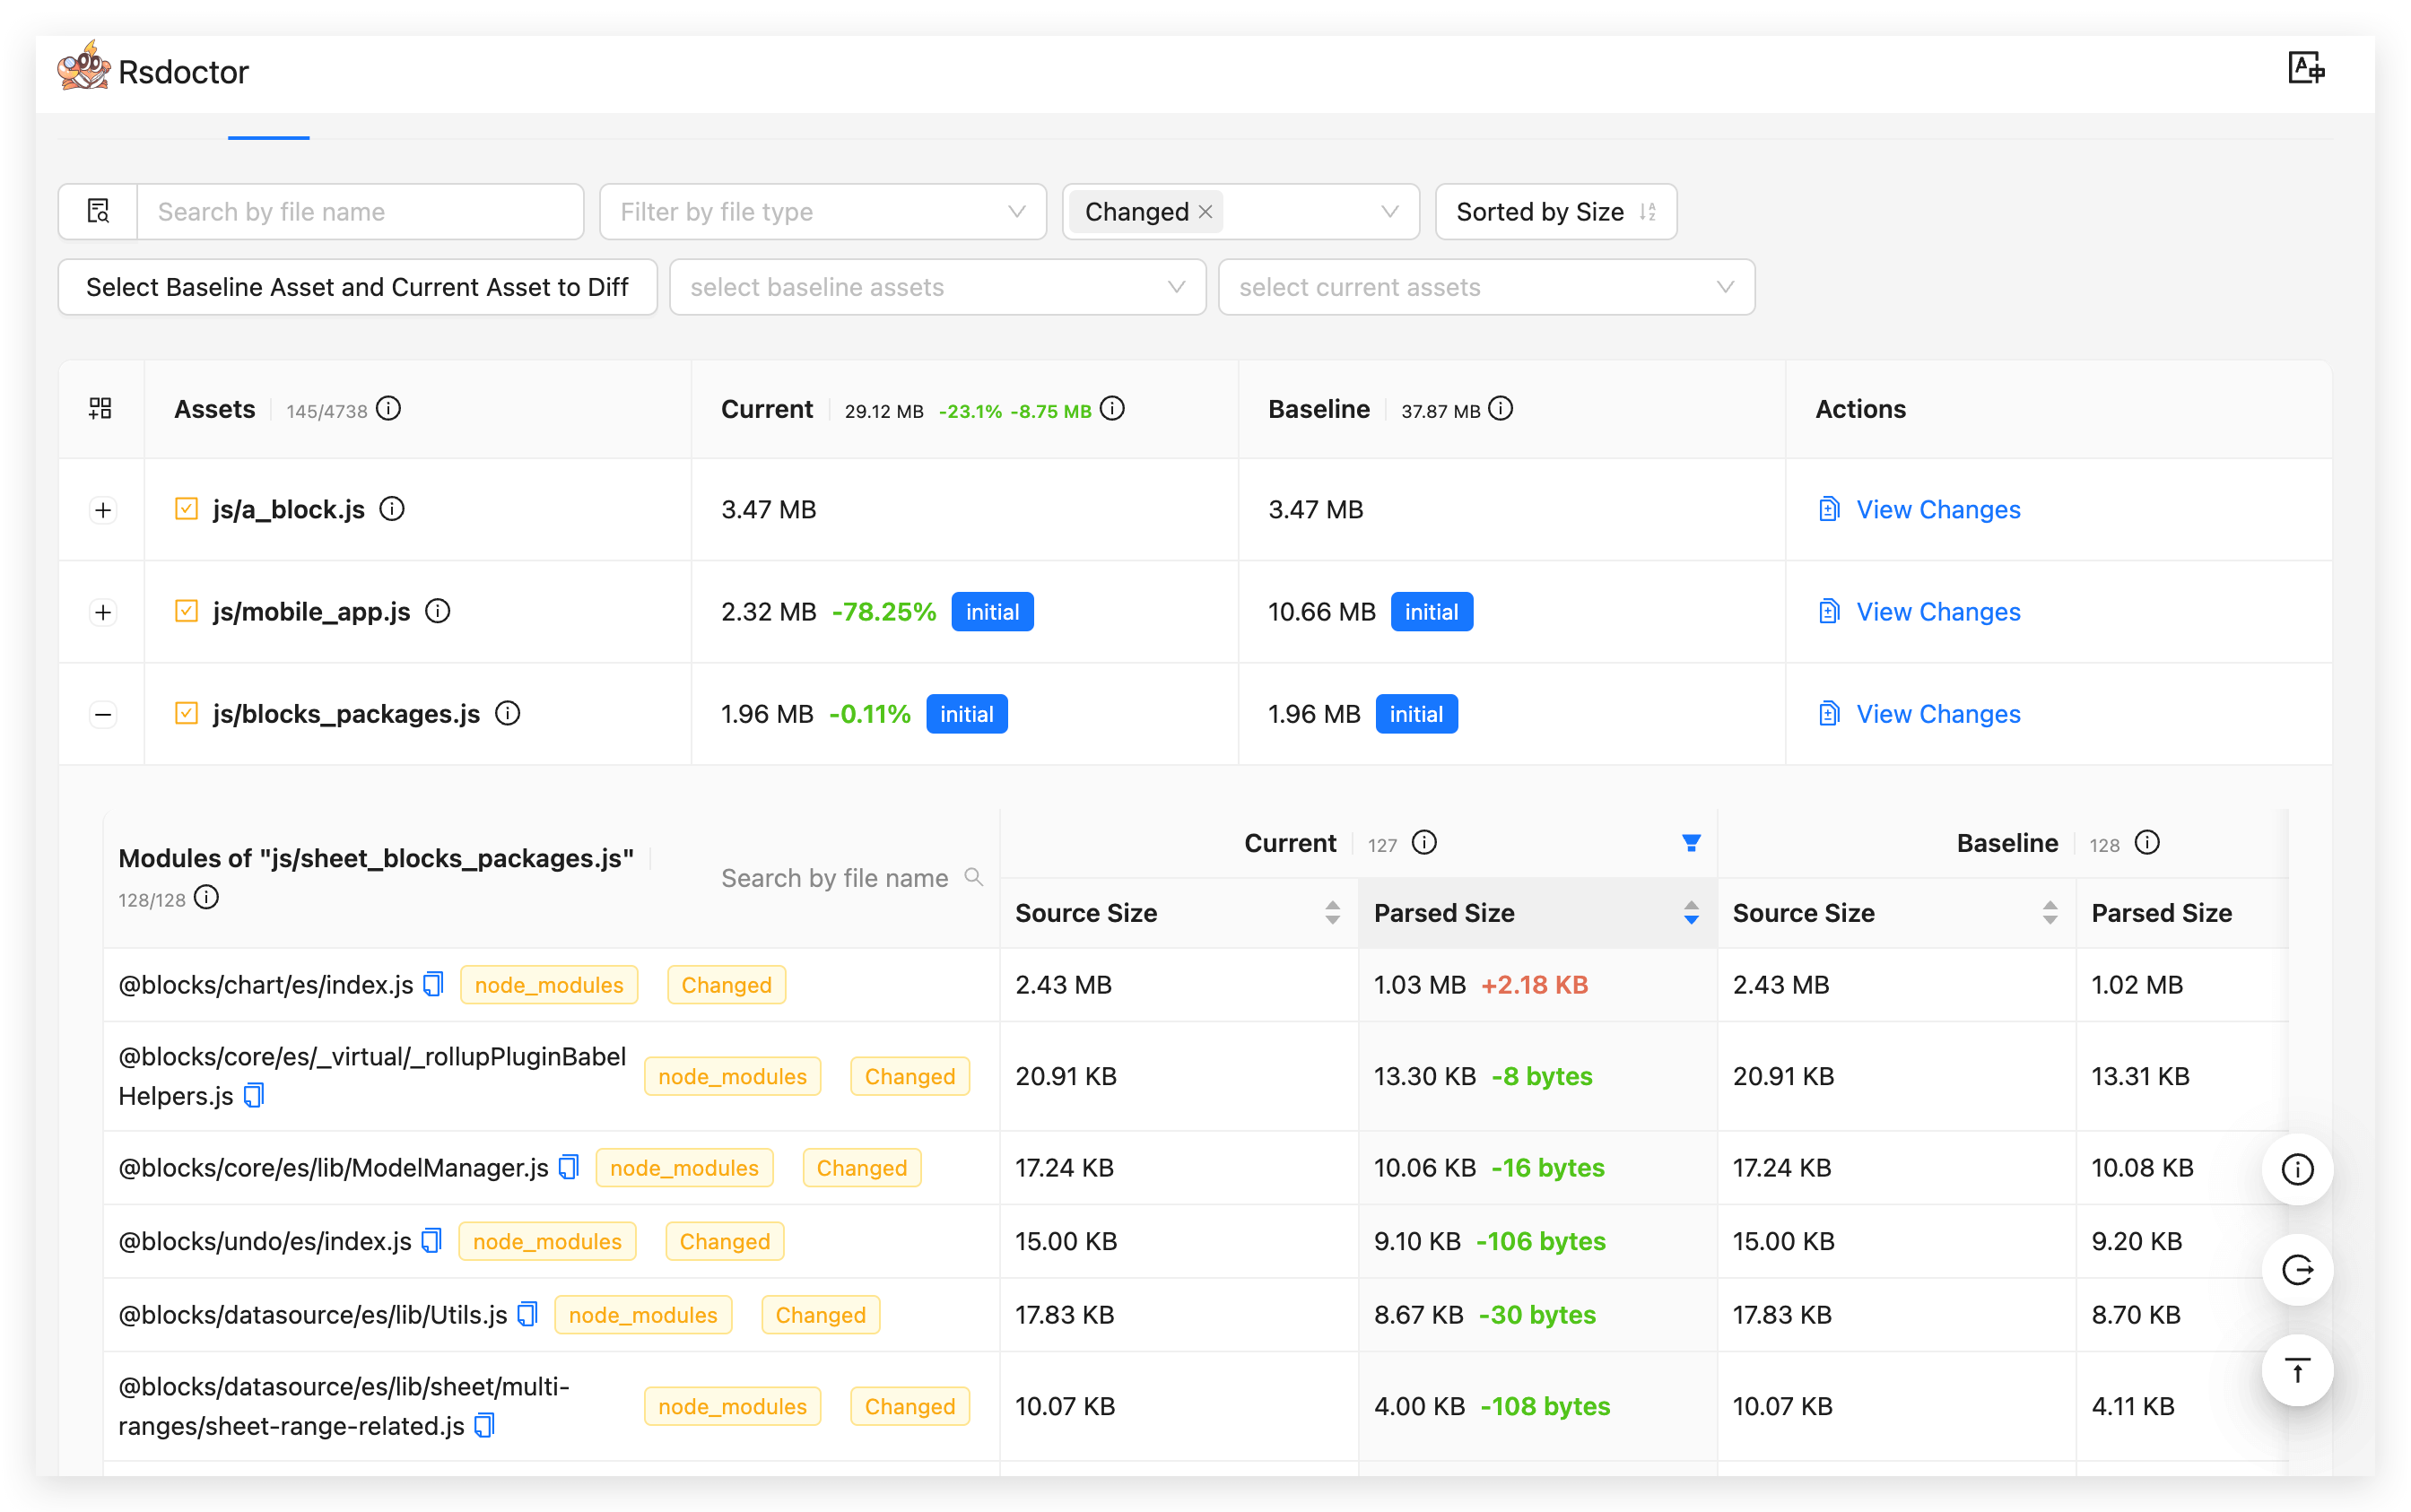 Rsdoctor
Search by file name
Filter by file type
Changed
Sorted by Size
Select Baseline Asset and Current Asset to Diff
select baseline assets
select current assets
Assets 145/4738
Current 29.12 MB -23.1% -8.75 MB
Baseline 37.87 MB
Actions
js/a_block.js
3.47 MB
3.47 MB
View Changes
js/mobile_app.js
2.32 MB -78.25% initial
10.66 MB initial
View Changes
js/blocks_packages.js
1.96 MB -0.11% initial
1.96 MB initial
View Changes
Modules of "js/sheet_blocks_packages.js"
128/128
Search by file name
Current 127
Baseline 128
Source Size
Parsed Size
Source Size
Parsed Size
@blocks/chart/es/index.js node_modules Changed
2.43 MB
1.03 MB +2.18 KB
2.43 MB
1.02 MB
@blocks/core/es/_virtual/_rollupPluginBabel
Helpers.js
node_modules Changed
20.91 KB
13.30 KB -8 bytes
20.91 KB
13.31 KB
@blocks/core/es/lib/ModelManager.js node_modules Changed
17.24 KB
10.06 KB -16 bytes
17.24 KB
10.08 KB
@blocks/undo/es/index.js node_modules Changed
15.00 KB
9.10 KB -106 bytes
15.00 KB
9.20 KB
@blocks/datasource/es/lib/Utils.js node_modules Changed
17.83 KB
8.67 KB -30 bytes
17.83 KB
8.70 KB
@blocks/datasource/es/lib/sheet/multi-
ranges/sheet-range-related.js
node_modules Changed
10.07 KB
4.00 KB -108 bytes
10.07 KB
4.11 KB